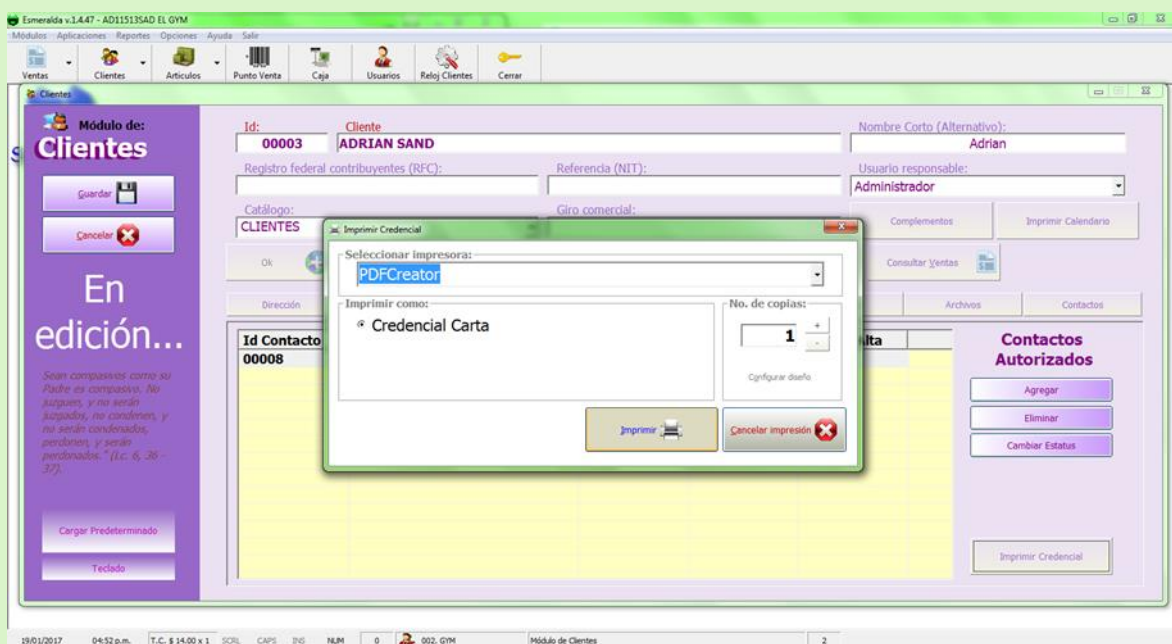 Esmeralda v.1.4.47 - AD11513SAD EL GYM
Módulos Aplicaciones Reportes Opciones Ayuda Salir
Ventas Clientes Articulos Punto Venta Caja Usuarios Reloj Clientes Cerrar
Clientes
Módulo de:
Clientes
Guardar
Cancelar
En
edición...
Sean compasivos como su
Padre es compasivo. No
juzguen, y no serán
juzgados, no condenen, y
no serán condenados,
perdonen, y serán
perdonados." (Lc. 6, 36 -
37).
Cargar Predeterminado
Teclado
Id: Cliente Nombre Corto (Alternativo):
00003 ADRIAN SAND Adrian
Registro federal contribuyentes (RFC): Referencia (NIT): Usuario responsable:
Administrador
Catálogo: Giro comercial:
CLIENTES Complementos Imprimir Calendario
Ok Consultar Ventas
Dirección Archivos Contactos
Id Contacto lta
00008
Contactos
Autorizados
Agregar
Eliminar
Cambiar Estatus
Imprimir Credencial
Imprimir Credencial
Seleccionar impresora:
PDFCreator
Imprimir como: No. de copias:
Credencial Carta
1 + -
Configurar diseño
Imprimir Cancelar impresión
19/01/2017 04:52 p.m. T.C. $ 14.00 x 1 SCRL CAPS INS NUM 0 002. GYM Módulo de Clientes 2